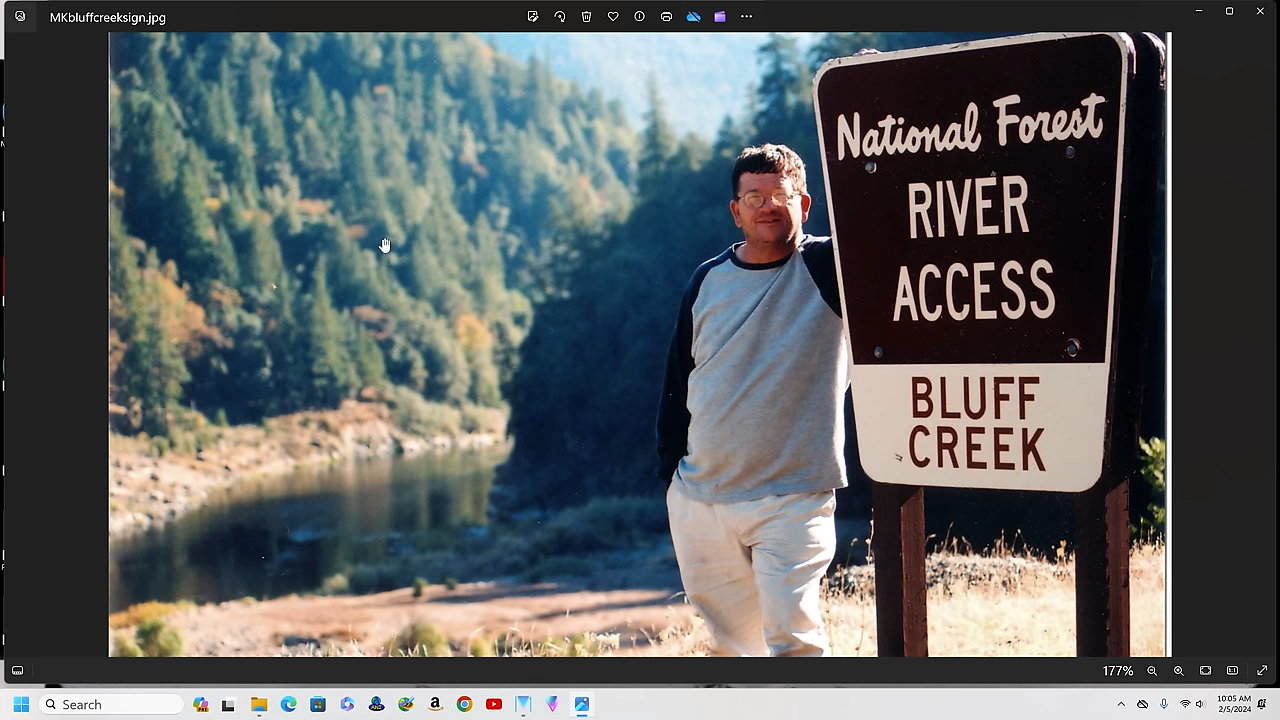 MKbluffcreeksign.jpg
National Forest
RIVER
ACCESS
BLUFF
CREEK
177%
Search
10:05 AM
2/5/2024